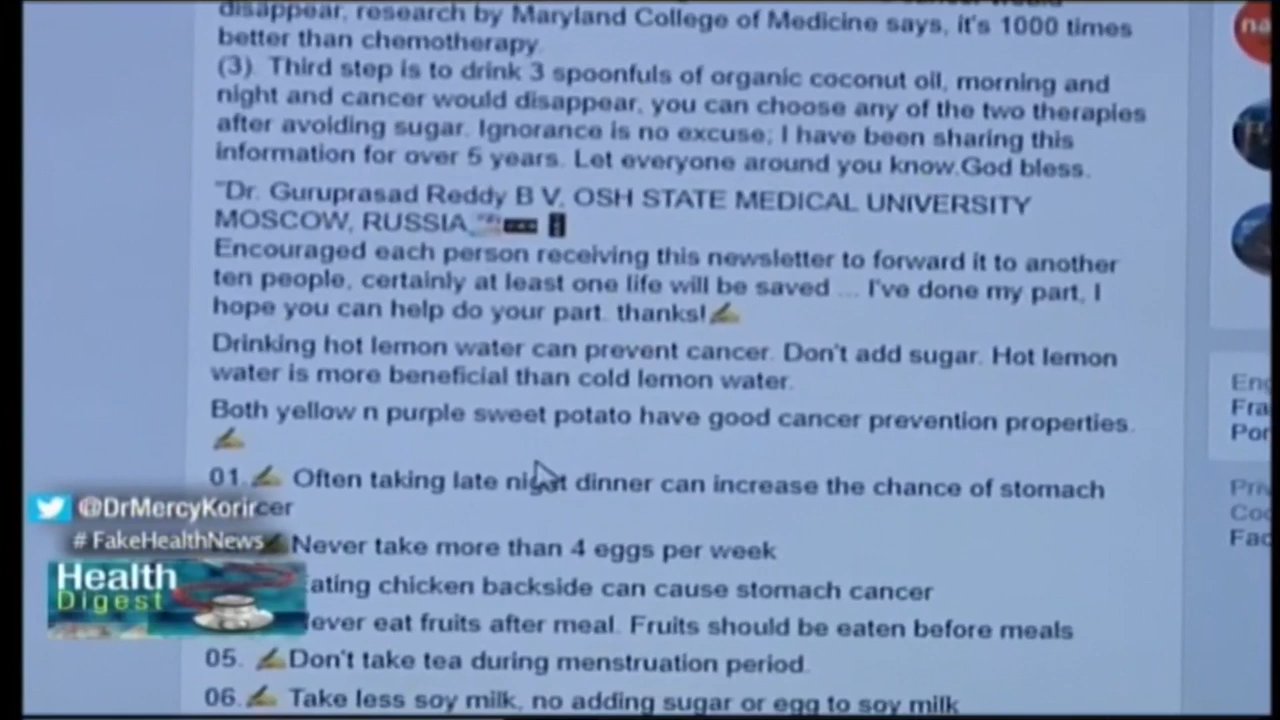 disappear, research by Maryland College of Medicine says, it's 1000 times
better than chemotherapy.
(3). Third step is to drink 3 spoonfuls of organic coconut oil, morning and
night and cancer would disappear, you can choose any of the two therapies
after avoiding sugar. Ignorance is no excuse; I have been sharing this
information for over 5 years. Let everyone around you know.God bless.
"Dr. Guruprasad Reddy B V, OSH STATE MEDICAL UNIVERSITY
MOSCOW, RUSSIA
Encouraged each person receiving this newsletter to forward it to another
ten people, certainly at least one life will be saved ... I've done my part, I
hope you can help do your part. thanks!✍
Drinking hot lemon water can prevent cancer. Don't add sugar. Hot lemon
water is more beneficial than cold lemon water.
Both yellow n purple sweet potato have good cancer prevention properties.
✍
01.✍ Often taking late night dinner can increase the chance of stomach
cer
Never take more than 4 eggs per week
ating chicken backside can cause stomach cancer
ever eat fruits after meal. Fruits should be eaten before meals
05. ✍Don't take tea during menstruation period.
06.✍ Take less soy milk, no adding sugar or egg to soy milk
@DrMercyKorir
# FakeHealthNews
Health
Digest
na
Eng
Fra
Por
Priv
Coo
Fac